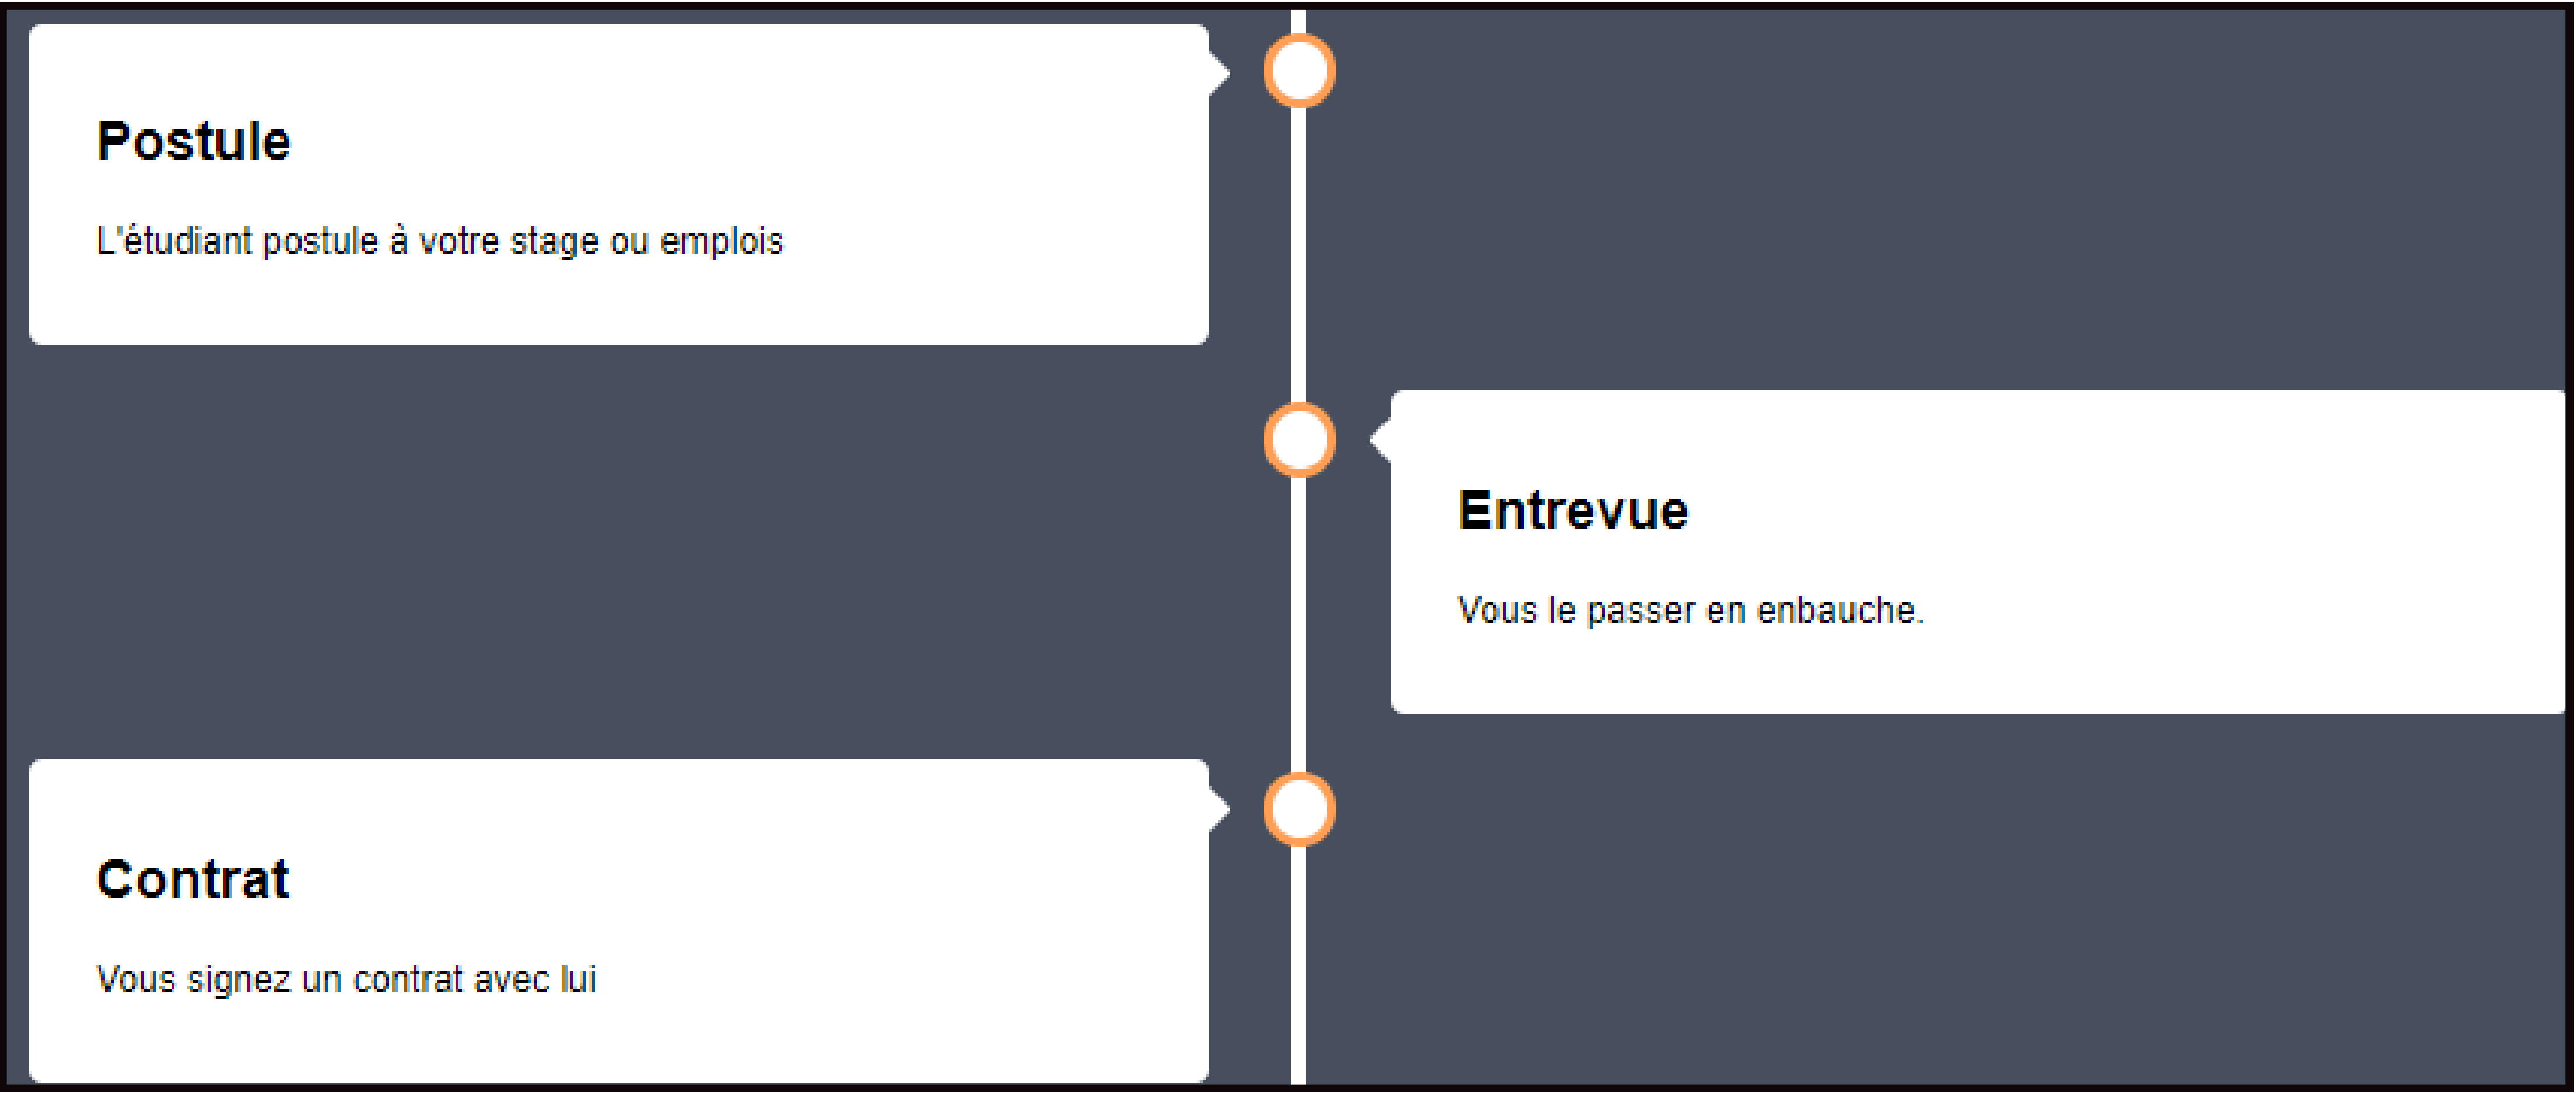 Postule
L'étudiant postule à votre stage ou emplois
Entrevue
Vous le passer en enbauche.
Contrat
Vous signez un contrat avec lui